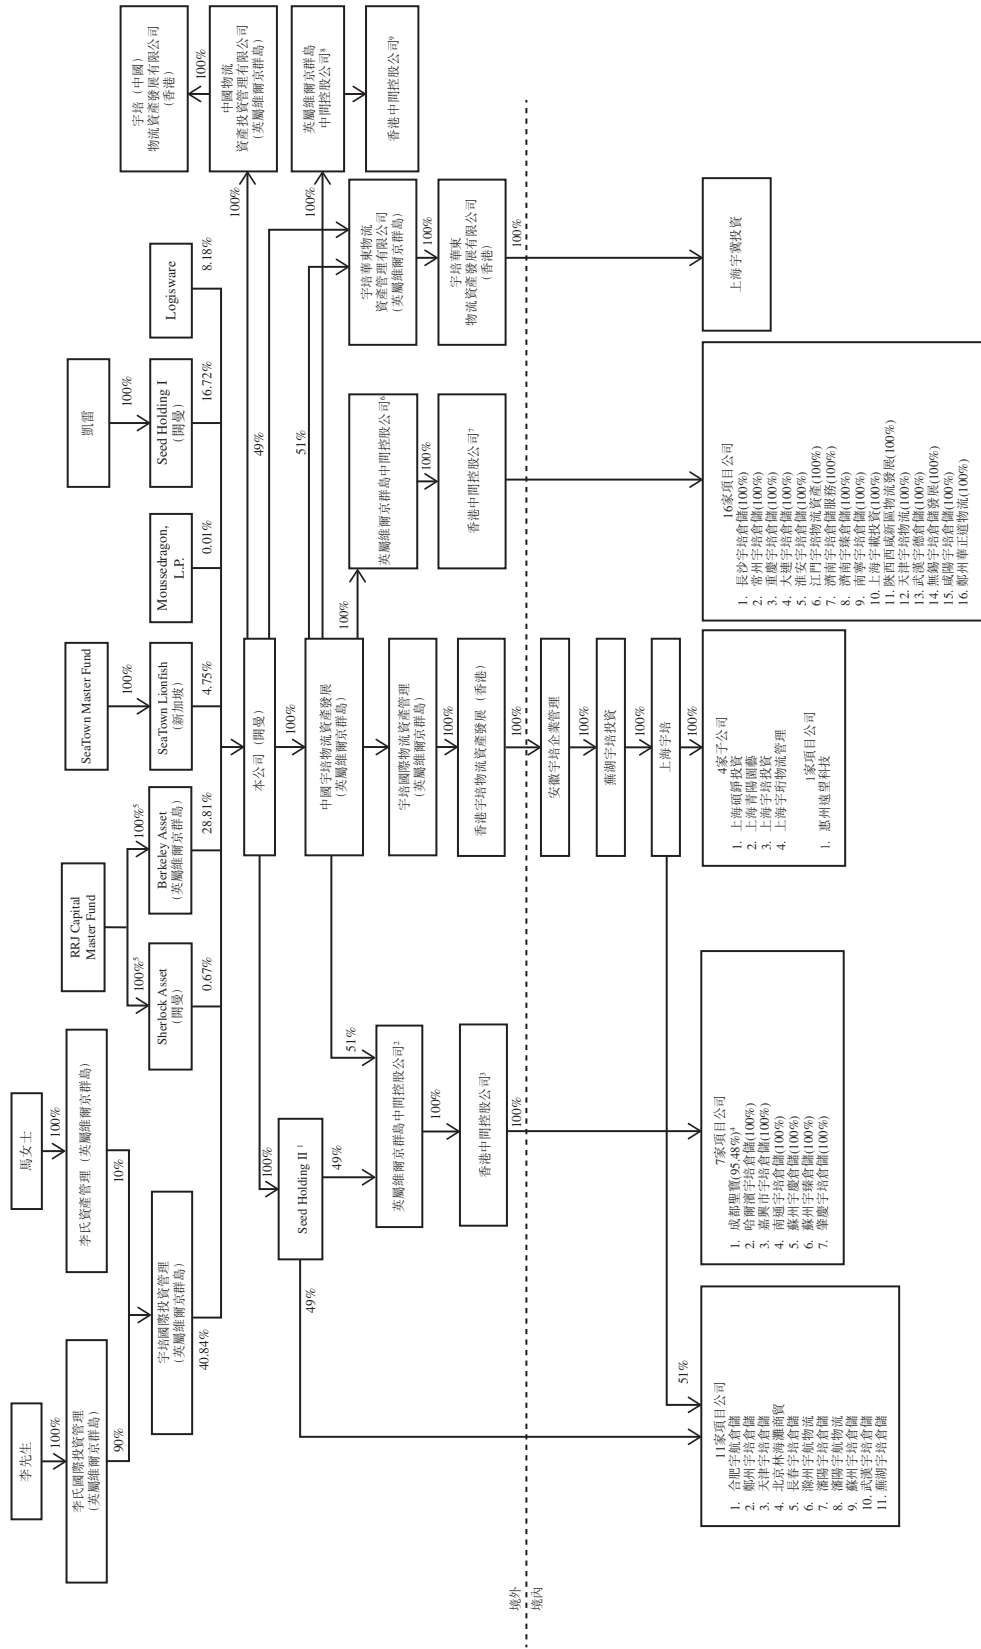 李先生
100%
李氏國際投資管理
(英屬維爾京群島)
90%
馬女士
100%
李氏資產管理(英屬維爾京群島)
10%
宇培國際投資管理
(英屬維爾京群島)
40.84%
RRJ Capital
Master Fund
100%5
100%5
Sherlock Asset
(開曼)
0.67%
Berkeley Asset
(英屬維爾京群島)
28.81%
SeaTown Master Fund
100%
SeaTown Lionfish
(新加坡)
4.75%
Moussedragon,
L.P.
0.01%
凱雷
100%
Seed Holding I
(開曼)
16.72%
Logisware
8.18%
本公司(開曼)
100%
100%
49%
100%
宇培(中國)
物流資產發展有限公司
(香港)
100%
中國物流
資產投資管理有限公司
(英屬維爾京群島)
Seed Holding II 1
49%
49%
中國宇培物流資產發展
(英屬維爾京群島)
51%
100%
51%
100%
英屬維爾京群島
中間控股公司8
香港中間控股公司9
英屬維爾京群島中間控股公司2
100%
香港中間控股公司3
100%
宇培國際物流資產管理
(英屬維爾京群島)
100%
香港宇培物流資產發展(香港)
100%
英屬維爾京群島中間控股公司6
100%
香港中間控股公司7
宇培華東物流
資產管理有限公司
(英屬維爾京群島)
100%
宇培華東
物流資產發展有限公司
(香港)
100%
境外
境內
安徽宇培企業管理
100%
蕪湖宇培投資
100%
上海宇培
51%
100%
11家項目公司
1. 合肥宇航倉儲
2. 鄭州宇培倉儲
3. 天津宇培倉儲
4. 北京林海灘商貿
5. 長春宇培倉儲
6. 滁州宇航物流
7. 瀋陽宇培倉儲
8. 瀋陽宇航物流
9. 蘇州宇培倉儲
10. 武漢宇培倉儲
11. 蕪湖宇培倉儲
7家項目公司
1. 成都聖寶(95.48%)4
2. 哈爾濱宇培倉儲(100%)
3. 嘉興市宇培倉儲(100%)
4. 南通宇培倉儲(100%)
5. 蘇州宇慶倉儲(100%)
6. 蘇州宇臻倉儲(100%)
7. 肇慶宇培倉儲(100%)
4家子公司
1. 上海碩錚投資
2. 上海青陽園藝
3. 上海宇培投資
4. 上海宇珩物流管理
1家項目公司
1. 惠州遠望科技
16家項目公司
1. 長沙宇培倉儲(100%)
2. 常州宇培倉儲(100%)
3. 重慶宇培倉儲(100%)
4. 大連宇培倉儲(100%)
5. 淮安宇培倉儲(100%)
6. 江門宇培物流資產(100%)
7. 濟南宇培倉儲服務(100%)
8. 濟南宇臻倉儲(100%)
9. 南寧宇培倉儲(100%)
10. 上海宇載投資(100%)
11. 陝西西咸新區物流發展(100%)
12. 天津宇培物流(100%)
13. 武漢宇德倉儲(100%)
14. 無錫宇培倉儲發展(100%)
15. 咸陽宇培倉儲(100%)
16. 鄭州華正道物流(100%)
上海宇冀投資